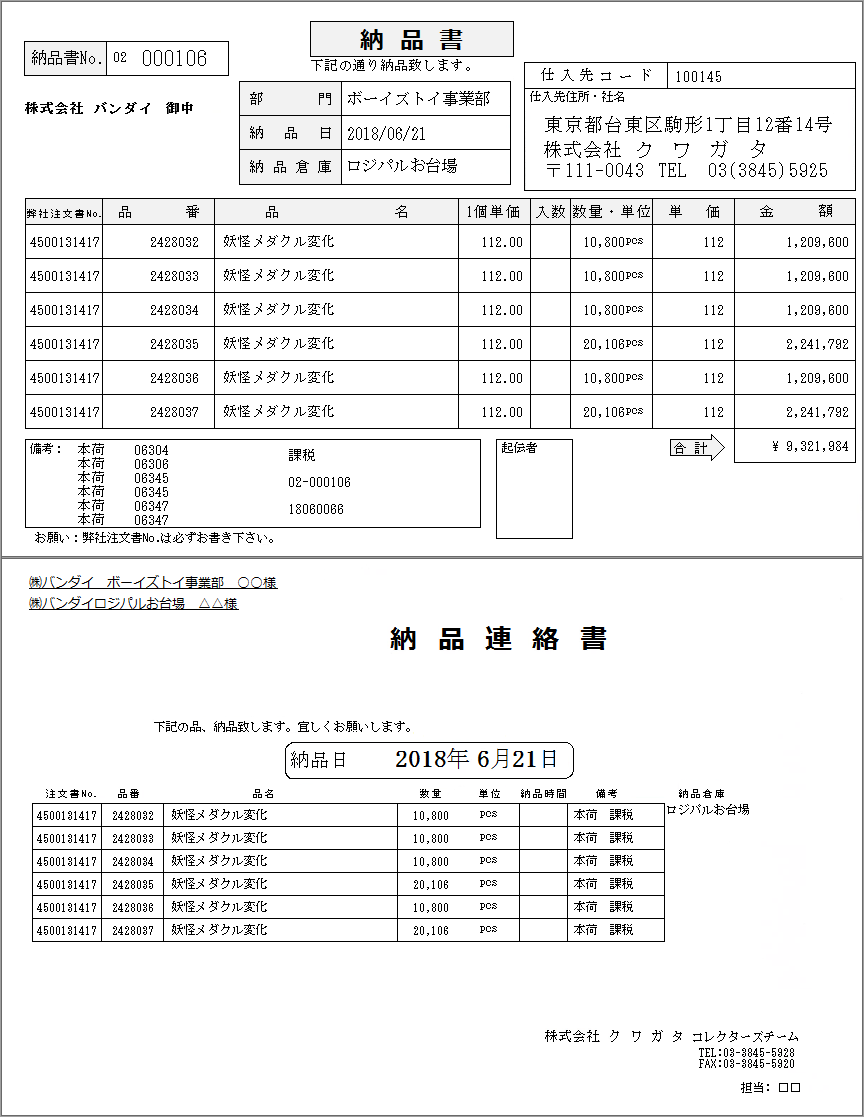 納品書
納品書No. 02 000106
下記の通り納品致します。
株式会社 バンダイ 御中
部門 ボーイズトイ事業部
納品日 2018/06/21
納品倉庫 ロジパルお台場
仕入先コード 100145
仕入先住所・社名
東京都台東区駒形1丁目12番14号
株式会社 ク ワ ガ タ
〒111-0043 TEL 03(3845)5925
弊社注文書No. 品番 品名 1個単価 入数 数量・単位 単価 金額
4500131417 2428032 妖怪メダクル変化 112.00 10,800pcs 112 1,209,600
4500131417 2428033 妖怪メダクル変化 112.00 10,800pcs 112 1,209,600
4500131417 2428034 妖怪メダクル変化 112.00 10,800pcs 112 1,209,600
4500131417 2428035 妖怪メダクル変化 112.00 20,106pcs 112 2,241,792
4500131417 2428036 妖怪メダクル変化 112.00 10,800pcs 112 1,209,600
4500131417 2428037 妖怪メダクル変化 112.00 20,106pcs 112 2,241,792
合計 ¥ 9,321,984
備考： 本荷 06304
本荷 06306
本荷 06345
本荷 06345
本荷 06347
本荷 06347
課税
02-000106
18060066
起伝者
お願い：弊社注文書No.は必ずお書き下さい。
㈱バンダイ ボーイズトイ事業部 〇〇様
㈱バンダイロジパルお台場 △△様
納品連絡書
下記の品、納品致します。宜しくお願いします。
納品日 2018年 6月21日
注文書No. 品番 品名 数量 単位 納品時間 備考 納品倉庫
4500131417 2428032 妖怪メダクル変化 10,800 pcs 本荷 課税 ロジパルお台場
4500131417 2428033 妖怪メダクル変化 10,800 pcs 本荷 課税
4500131417 2428034 妖怪メダクル変化 10,800 pcs 本荷 課税
4500131417 2428035 妖怪メダクル変化 20,106 pcs 本荷 課税
4500131417 2428036 妖怪メダクル変化 10,800 pcs 本荷 課税
4500131417 2428037 妖怪メダクル変化 20,106 pcs 本荷 課税
株式会社 ク ワ ガ タ コレクターズチーム
TEL:03-3845-5928
FAX:03-3845-5920
担当: □□